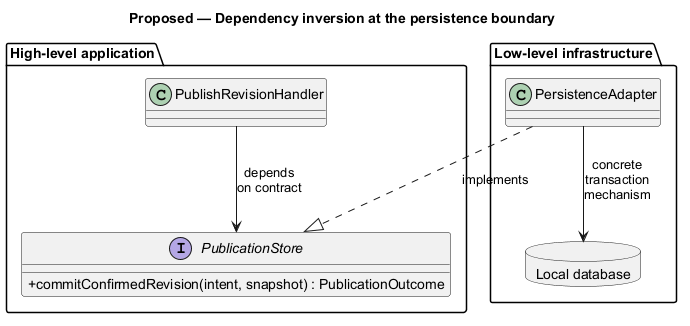 Proposed — Dependency inversion at the persistence boundary
High-level application
Low-level infrastructure
C PublishRevisionHandler
C PersistenceAdapter
depends
on contract
implements
concrete
transaction
mechanism
I PublicationStore
+commitConfirmedRevision(intent, snapshot) : PublicationOutcome
Local database